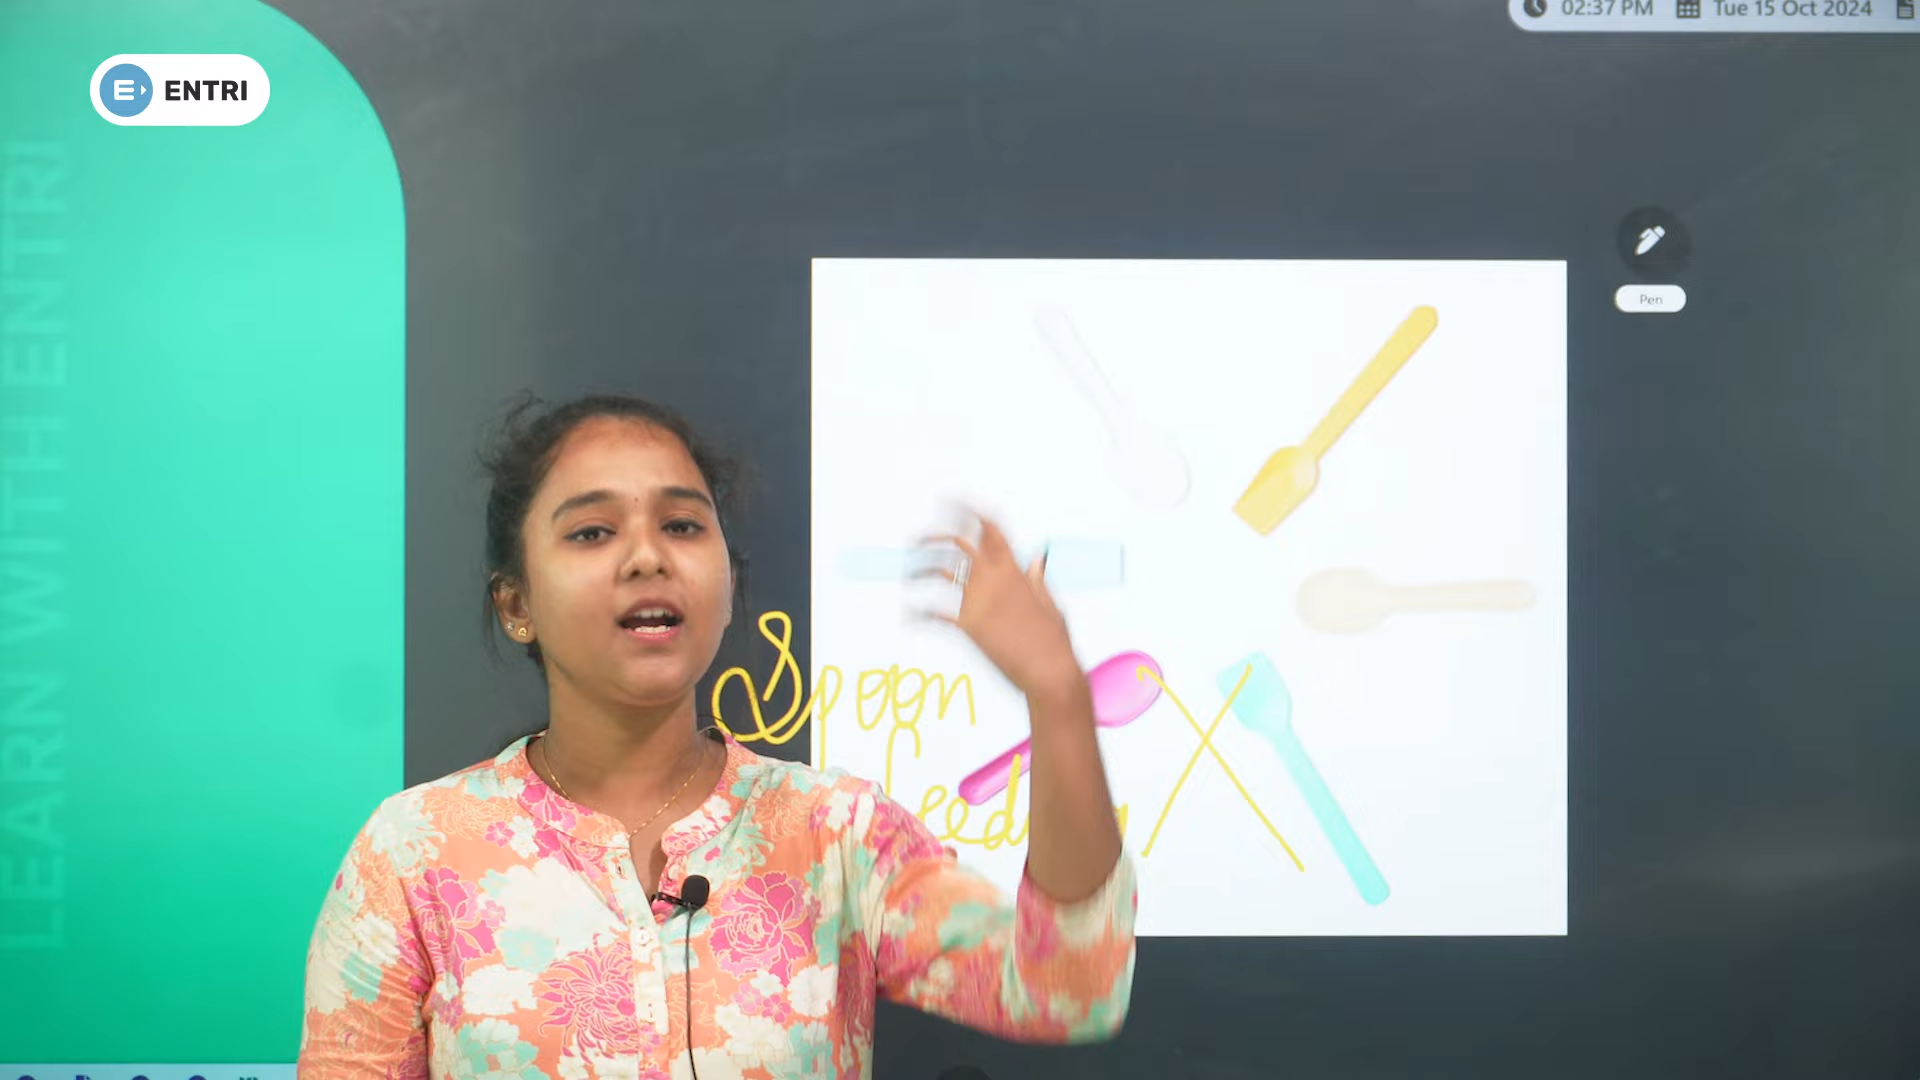 ENTRI
02:37 PM Tue 15 Oct 2024
LEARN WITH ENTRI
Pen
Spoon